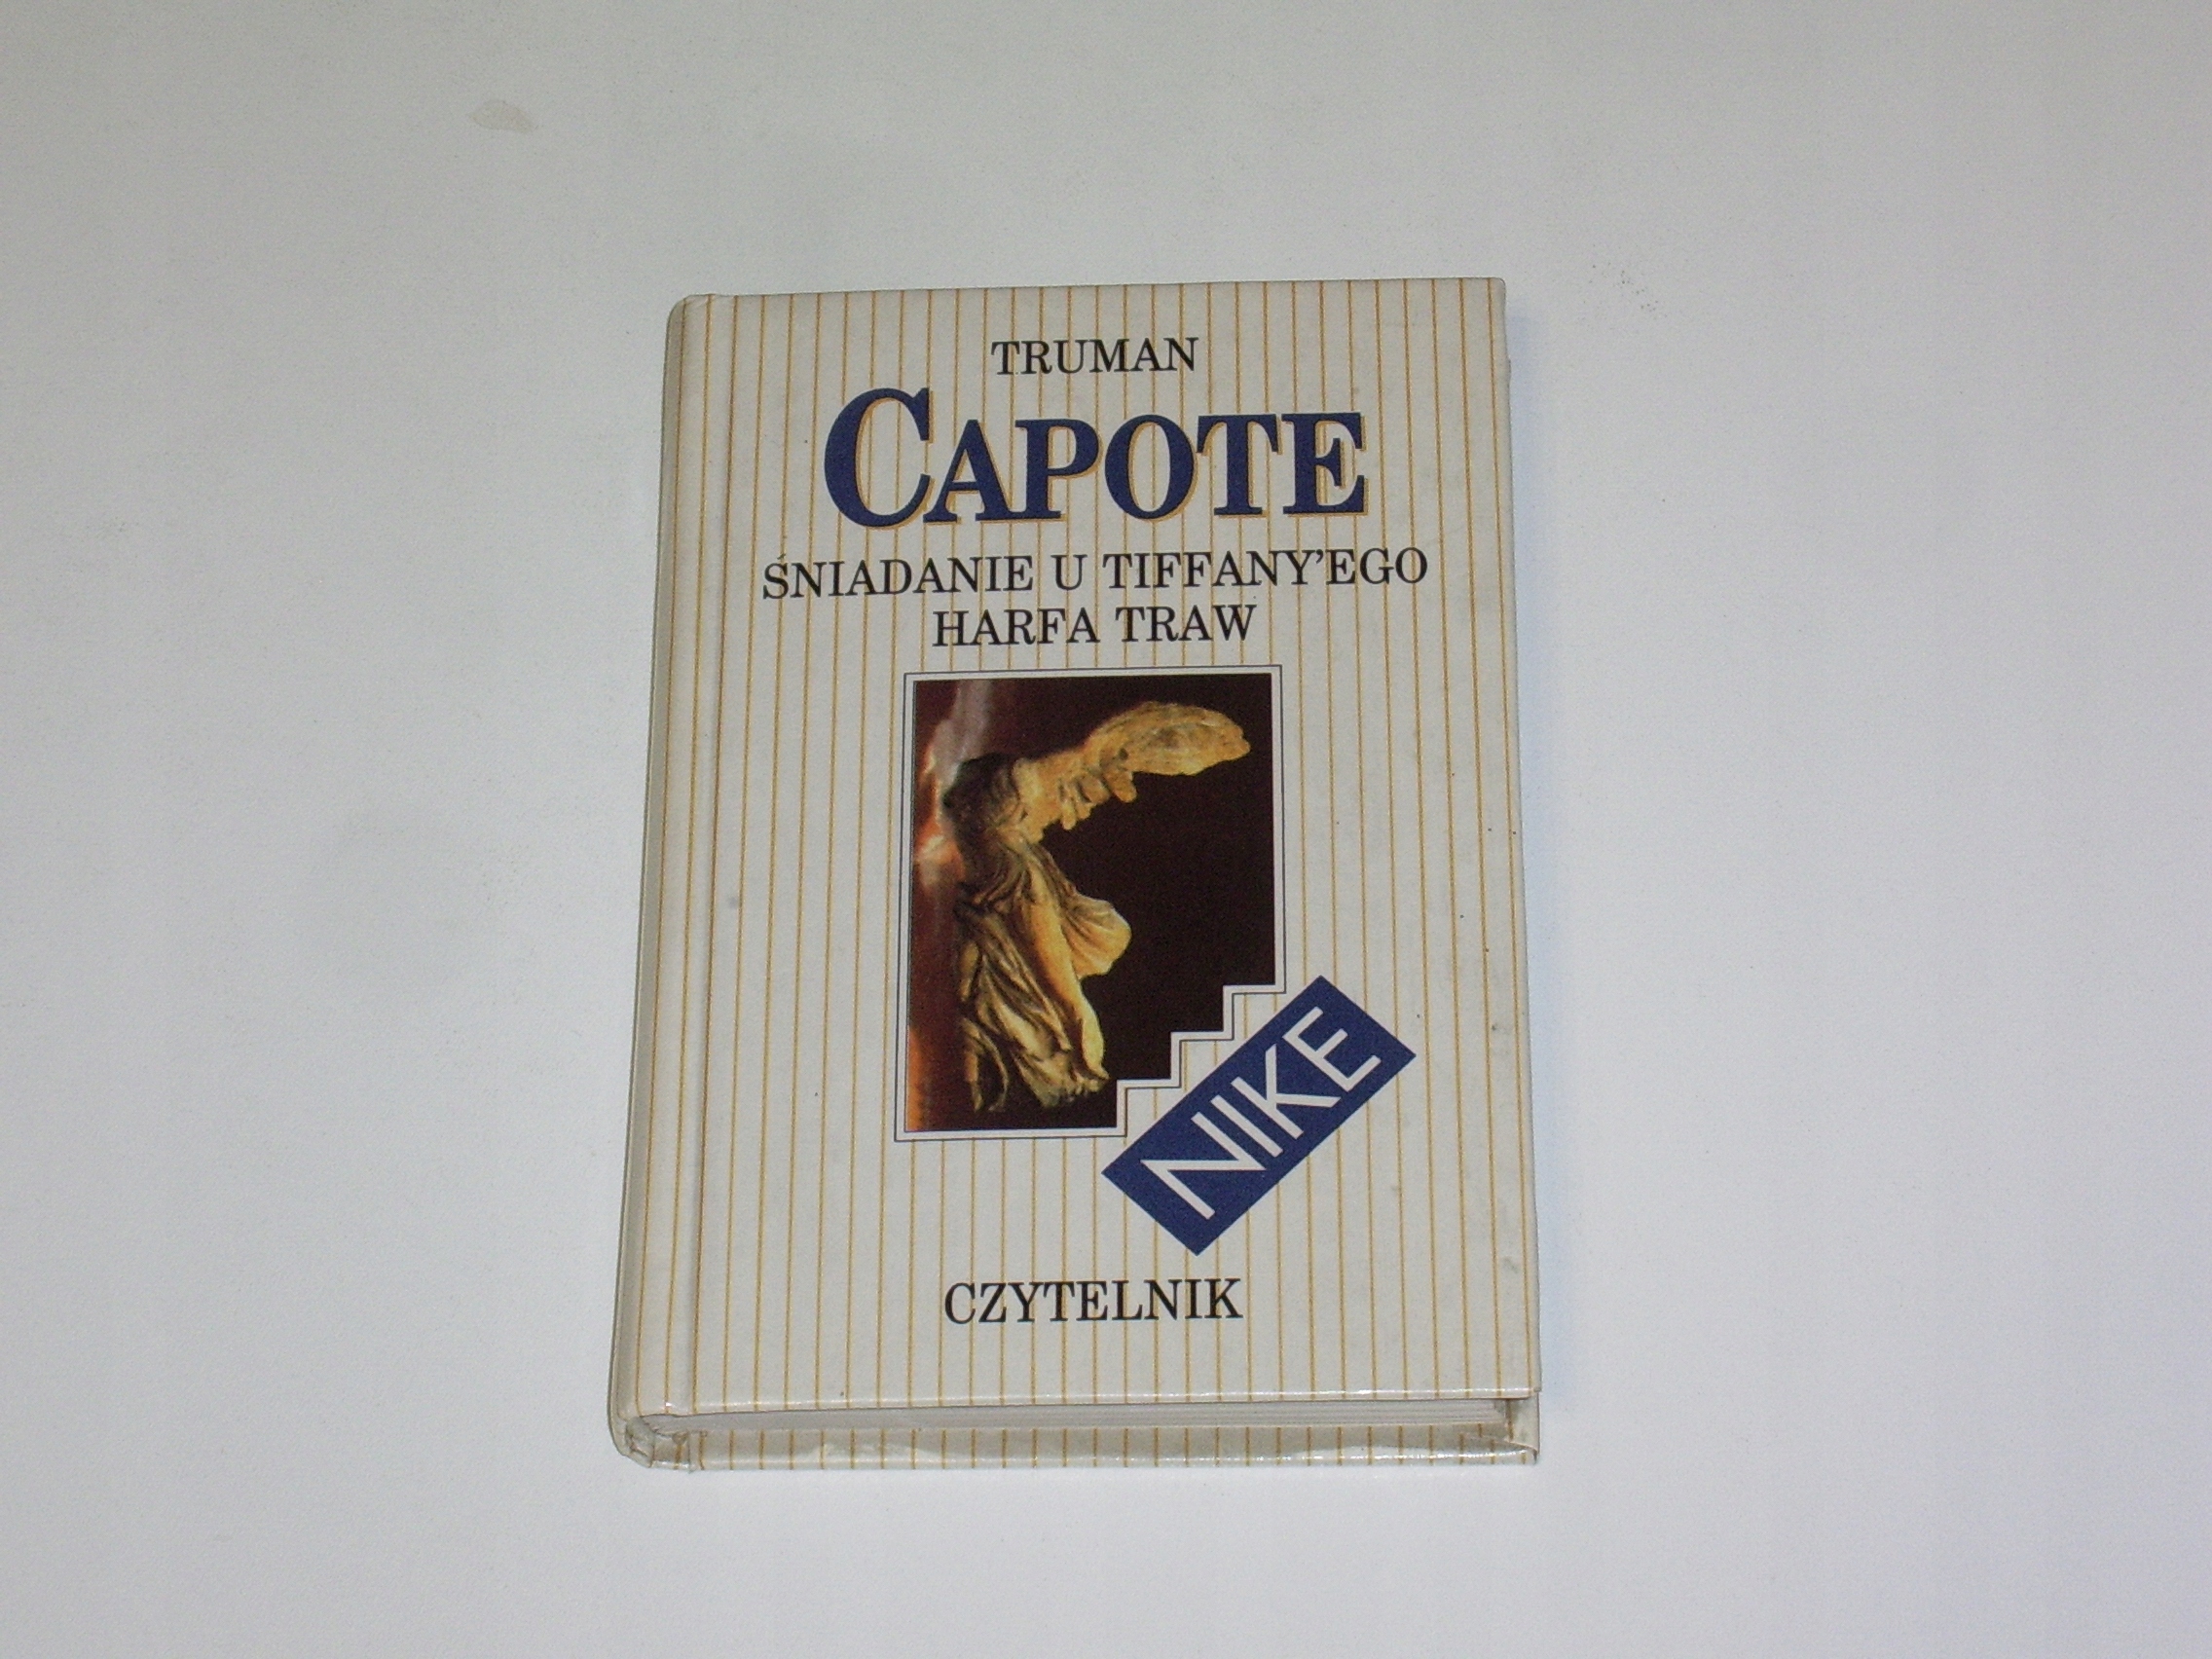 TRUMAN
CAPOTE
ŚNIADANIE U TIFFANY'EGO
HARFA TRAW
NIKE
CZYTELNIK